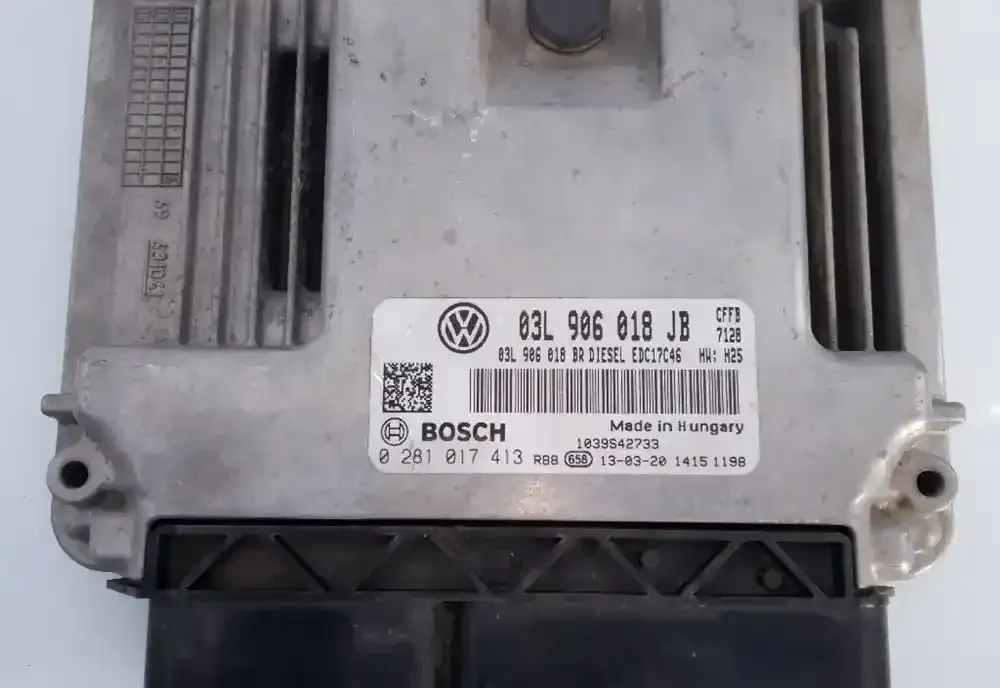 03L 906 018 JB CFFB
7128
03L 906 018 BR DIESEL EDC17C46 HW: H25
Made in Hungary
BOSCH
1039S42733
0 281 017 413 RB8 658 13-03-20 1415 1198